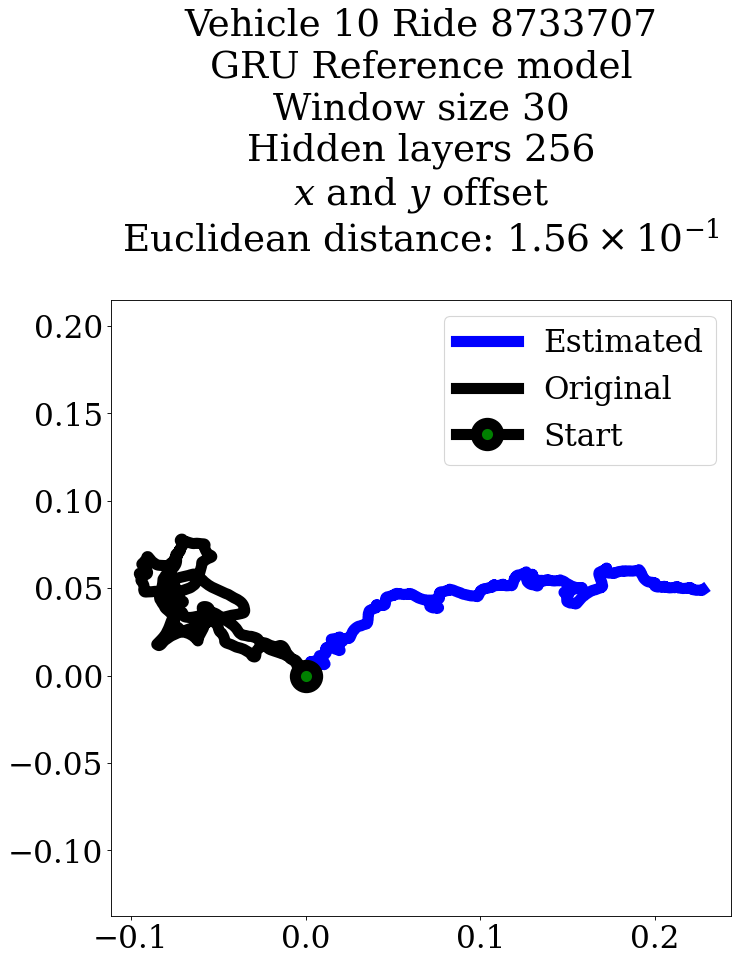 Vehicle 10 Ride 8733707
GRU Reference model
Window size 30
Hidden layers 256
x and y offset
Euclidean distance: 1.56 × 10⁻¹
Estimated
Original
Start
0.20
0.15
0.10
0.05
0.00
−0.05
−0.10
−0.1 0.0 0.1 0.2